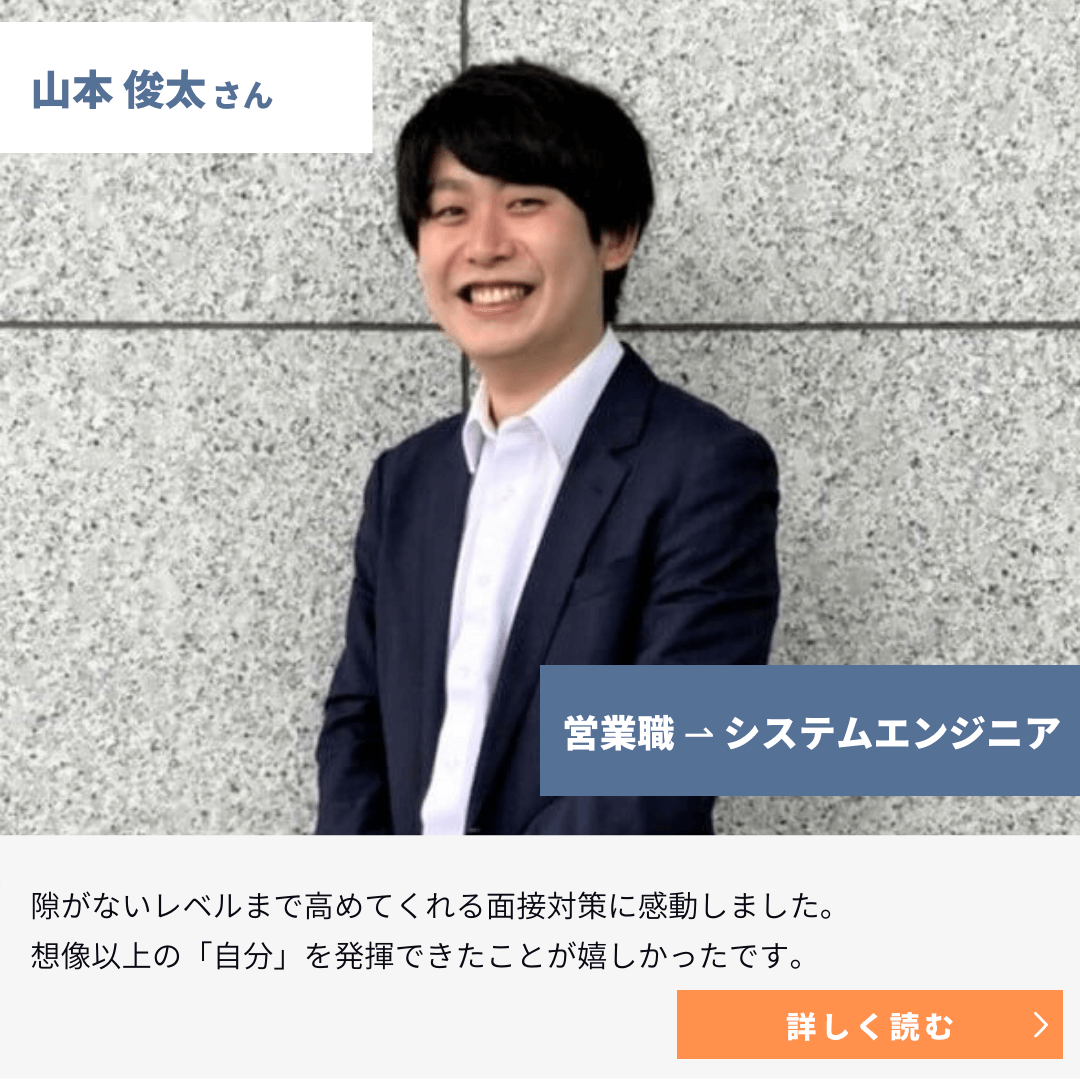 山本 俊太さん
営業職 ⇀ システムエンジニア
隙がないレベルまで高めてくれる面接対策に感動しました。
想像以上の「自分」を発揮できたことが嬉しかったです。
詳しく読む